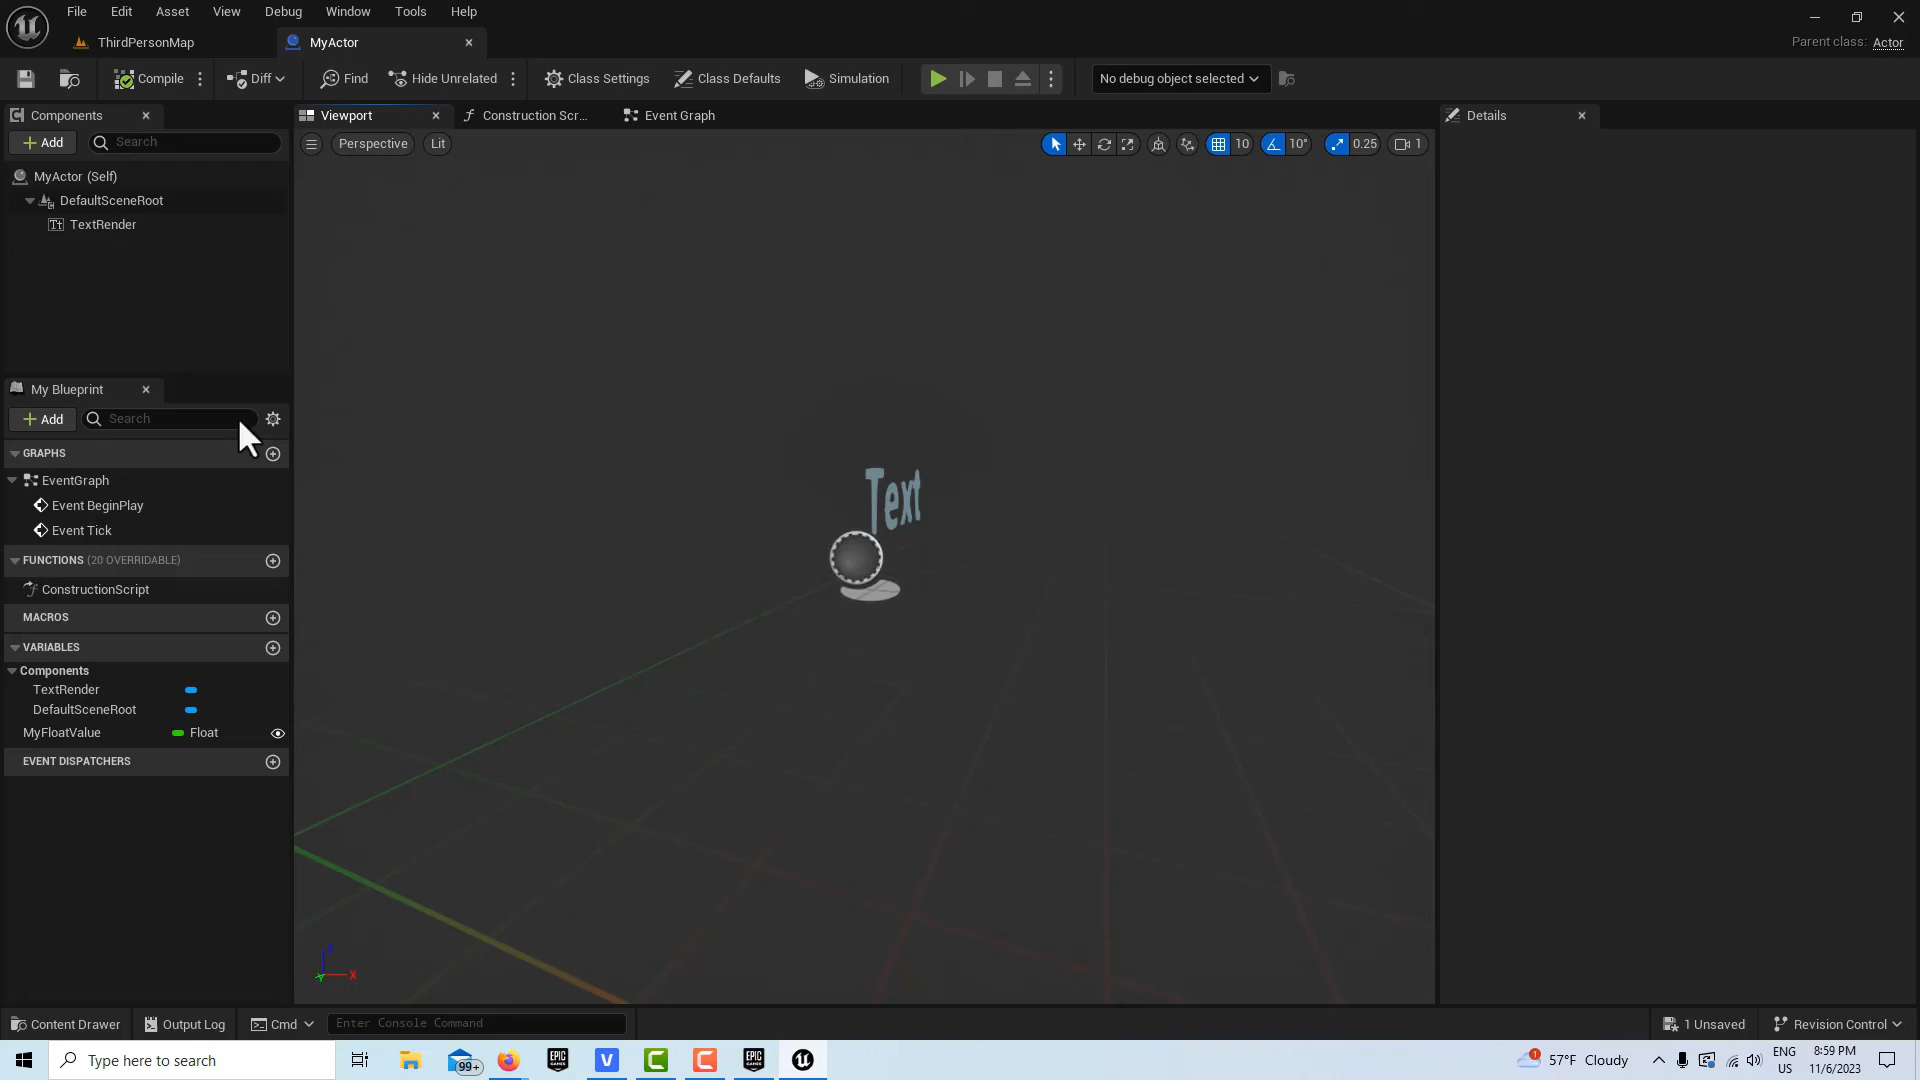 File Edit Asset View Debug Window Tools Help
ThirdPersonMap
MyActor
Parent class: Actor
Compile
Diff
Find
Hide Unrelated
Class Settings
Class Defaults
Simulation
No debug object selected
Components
Viewport
Construction Scr...
Event Graph
Details
Add
Search
Perspective
Lit
10
10°
0.25
1
MyActor (Self)
DefaultSceneRoot
TextRender
My Blueprint
Add
Search
GRAPHS
EventGraph
Event BeginPlay
Event Tick
FUNCTIONS (20 OVERRIDABLE)
ConstructionScript
MACROS
VARIABLES
Components
TextRender
DefaultSceneRoot
MyFloatValue Float
EVENT DISPATCHERS
Text
Z
X
Y
Content Drawer
Output Log
Cmd
Enter Console Command
1 Unsaved
Revision Control
Type here to search
99+
EPIC GAMES
V
C
C
EPIC GAMES
1
57°F Cloudy
ENG
US
8:59 PM
11/6/2023